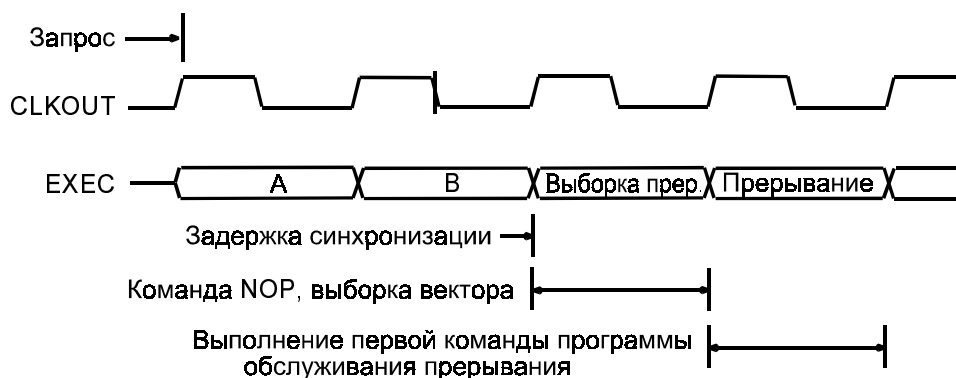 Запрос
CLKOUT
EXEC
A
B
Выборка прер.
Прерывание
Задержка синхронизации
Команда NOP, выборка вектора
Выполнение первой команды программы
обслуживания прерывания